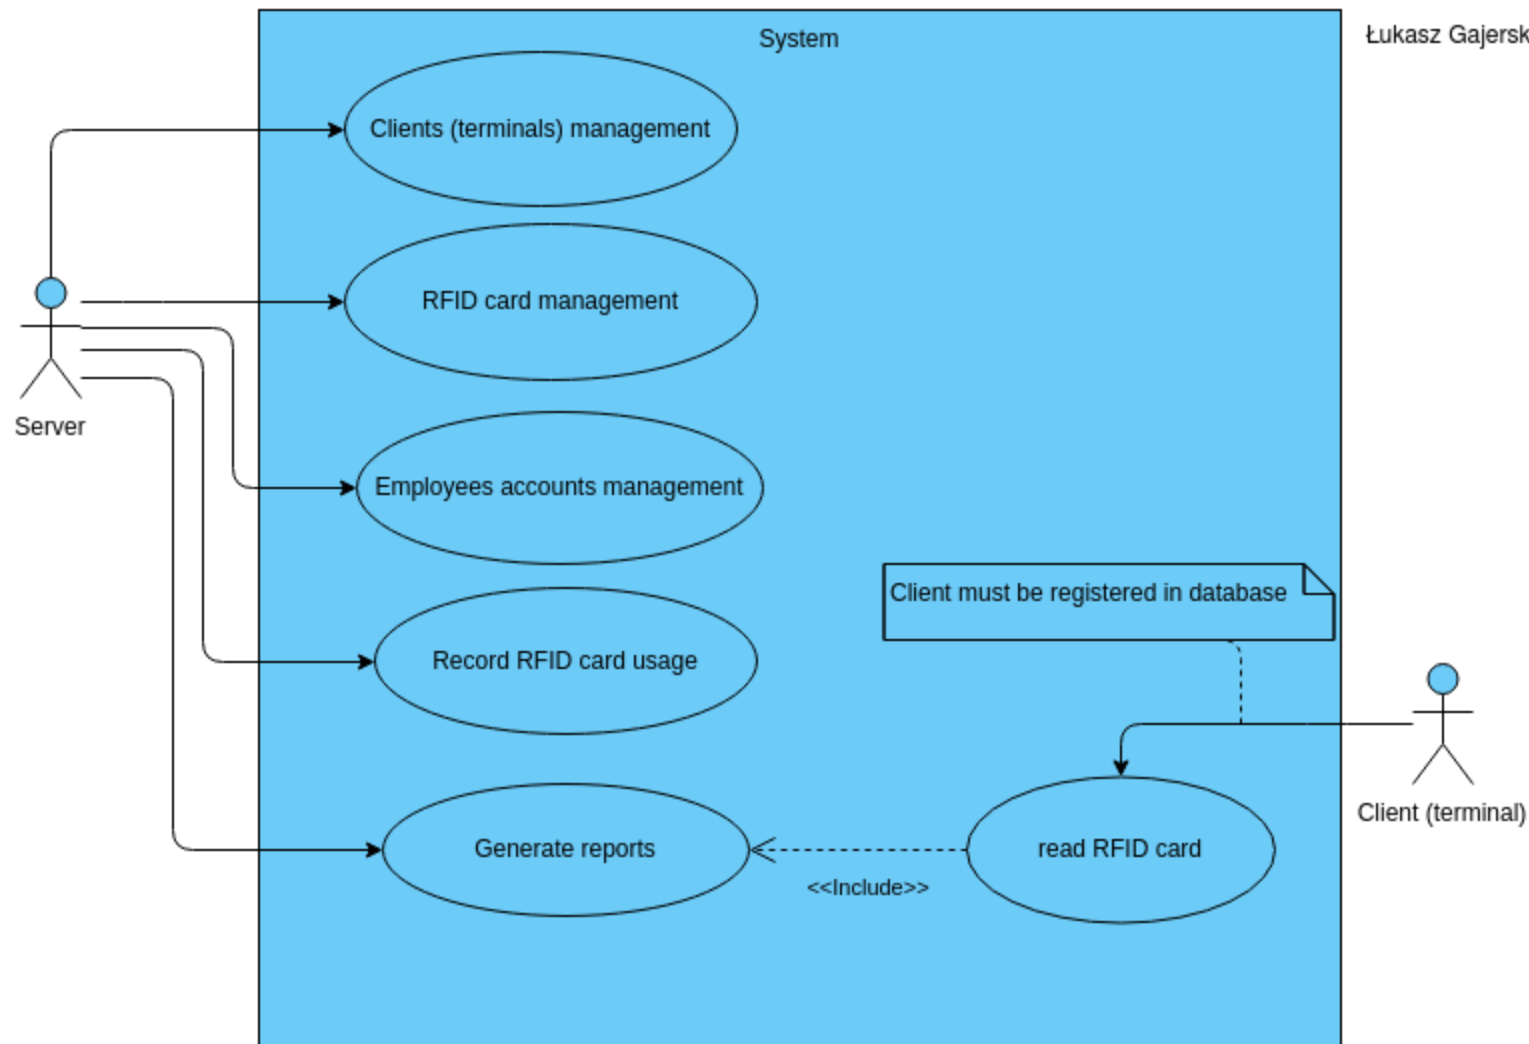 System
Łukasz Gajersk
Clients (terminals) management
RFID card management
Server
Employees accounts management
Client must be registered in database
Record RFID card usage
Client (terminal)
Generate reports
read RFID card
<<Include>>